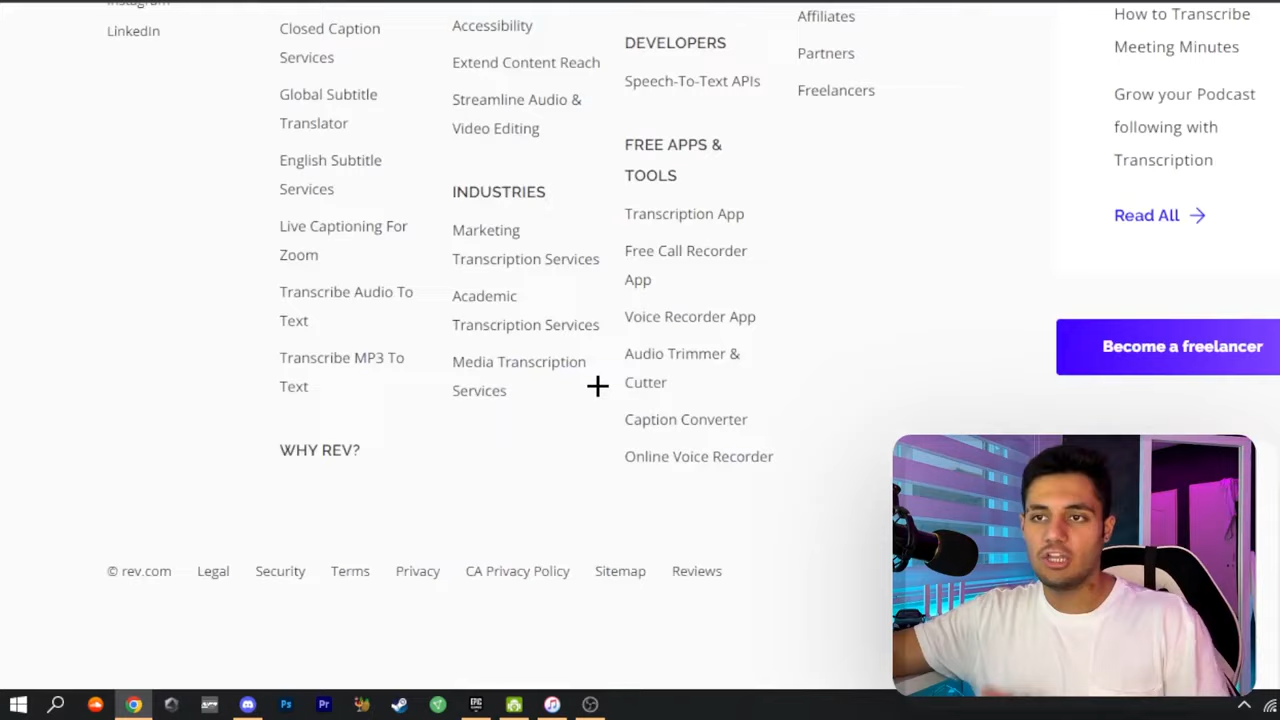 Instagram
LinkedIn
Closed Caption
Services
Global Subtitle
Translator
English Subtitle
Services
Live Captioning For
Zoom
Transcribe Audio To
Text
Transcribe MP3 To
Text
WHY REV?
Accessibility
Extend Content Reach
Streamline Audio &
Video Editing
INDUSTRIES
Marketing
Transcription Services
Academic
Transcription Services
Media Transcription
Services
DEVELOPERS
Speech-To-Text APIs
FREE APPS &
TOOLS
Transcription App
Free Call Recorder
App
Voice Recorder App
Audio Trimmer &
Cutter
Caption Converter
Online Voice Recorder
Affiliates
Partners
Freelancers
How to Transcribe
Meeting Minutes
Grow your Podcast
following with
Transcription
Read All
Become a freelancer
© rev.com Legal Security Terms Privacy CA Privacy Policy Sitemap Reviews
Ps
Pr
EPIC